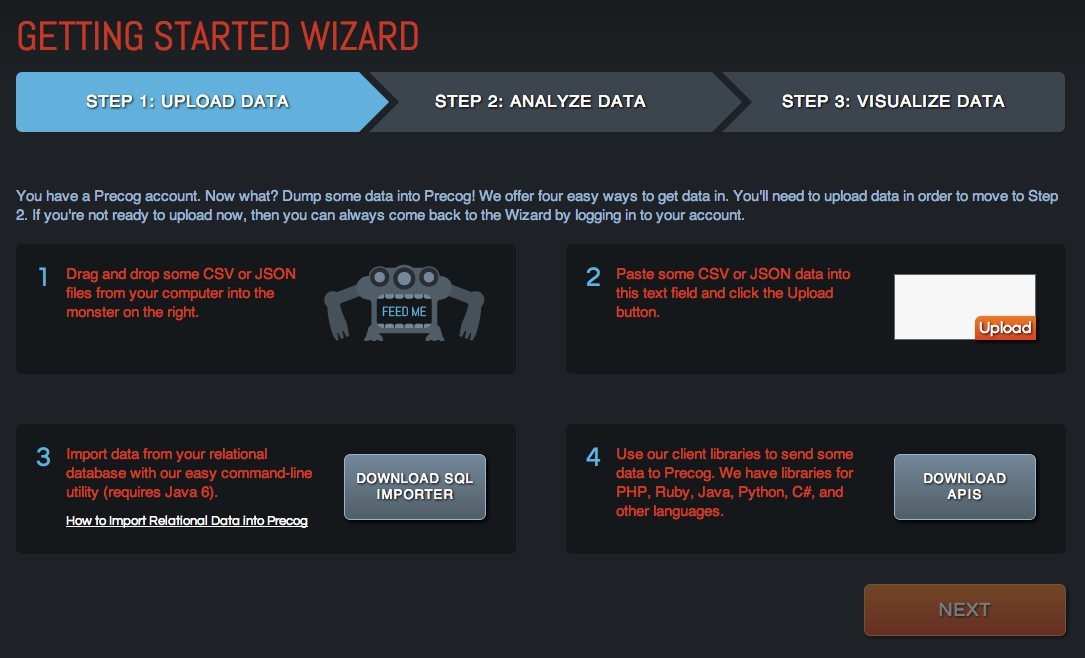 GETTING STARTED WIZARD
STEP 1: UPLOAD DATA
STEP 2: ANALYZE DATA
STEP 3: VISUALIZE DATA
You have a Precog account. Now what? Dump some data into Precog! We offer four easy ways to get data in. You'll need to upload data in order to move to Step
2. If you're not ready to upload now, then you can always come back to the Wizard by logging in to your account.
1
Drag and drop some CSV or JSON
files from your computer into the
monster on the right.
FEED ME
2
Paste some CSV or JSON data into
this text field and click the Upload
button.
Upload
3
Import data from your relational
database with our easy command-line
utility (requires Java 6).
How to Import Relational Data into Precog
DOWNLOAD SQL
IMPORTER
4
Use our client libraries to send some
data to Precog. We have libraries for
PHP, Ruby, Java, Python, C#, and
other languages.
DOWNLOAD
APIS
NEXT